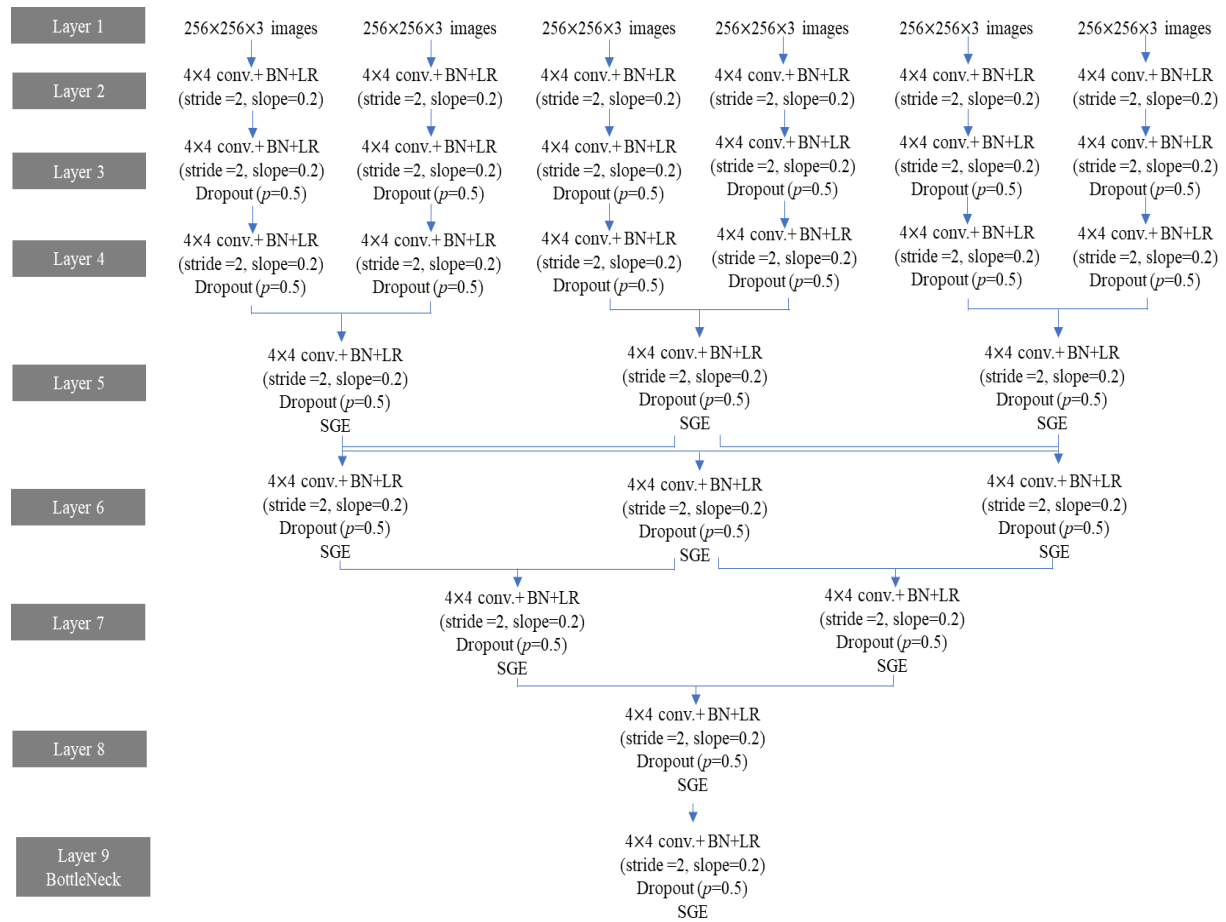 Layer 1
256×256×3 images 256×256×3 images 256×256×3 images 256×256×3 images 256×256×3 images 256×256×3 images
Layer 2
4×4 conv.+ BN+LR 4×4 conv.+ BN+LR 4×4 conv.+ BN+LR 4×4 conv.+ BN+LR 4×4 conv.+ BN+LR 4×4 conv.+ BN+LR
(stride =2, slope=0.2) (stride =2, slope=0.2) (stride =2, slope=0.2) (stride =2, slope=0.2) (stride =2, slope=0.2) (stride =2, slope=0.2)
Layer 3
4×4 conv.+ BN+LR 4×4 conv.+ BN+LR 4×4 conv.+ BN+LR 4×4 conv.+ BN+LR 4×4 conv.+ BN+LR 4×4 conv.+ BN+LR
(stride =2, slope=0.2) (stride =2, slope=0.2) (stride =2, slope=0.2) (stride =2, slope=0.2) (stride =2, slope=0.2) (stride =2, slope=0.2)
Dropout (p=0.5) Dropout (p=0.5) Dropout (p=0.5) Dropout (p=0.5) Dropout (p=0.5) Dropout (p=0.5)
Layer 4
4×4 conv.+ BN+LR 4×4 conv.+ BN+LR 4×4 conv.+ BN+LR 4×4 conv.+ BN+LR 4×4 conv.+ BN+LR 4×4 conv.+ BN+LR
(stride =2, slope=0.2) (stride =2, slope=0.2) (stride =2, slope=0.2) (stride =2, slope=0.2) (stride =2, slope=0.2) (stride =2, slope=0.2)
Dropout (p=0.5) Dropout (p=0.5) Dropout (p=0.5) Dropout (p=0.5) Dropout (p=0.5) Dropout (p=0.5)
Layer 5
4×4 conv.+ BN+LR 4×4 conv.+ BN+LR 4×4 conv.+ BN+LR
(stride =2, slope=0.2) (stride =2, slope=0.2) (stride =2, slope=0.2)
Dropout (p=0.5) Dropout (p=0.5) Dropout (p=0.5)
SGE SGE SGE
Layer 6
4×4 conv.+ BN+LR 4×4 conv.+ BN+LR 4×4 conv.+ BN+LR
(stride =2, slope=0.2) (stride =2, slope=0.2) (stride =2, slope=0.2)
Dropout (p=0.5) Dropout (p=0.5) Dropout (p=0.5)
SGE SGE SGE
Layer 7
4×4 conv.+ BN+LR 4×4 conv.+ BN+LR
(stride =2, slope=0.2) (stride =2, slope=0.2)
Dropout (p=0.5) Dropout (p=0.5)
SGE SGE
Layer 8
4×4 conv.+ BN+LR
(stride =2, slope=0.2)
Dropout (p=0.5)
SGE
Layer 9
BottleNeck
4×4 conv.+ BN+LR
(stride =2, slope=0.2)
Dropout (p=0.5)
SGE